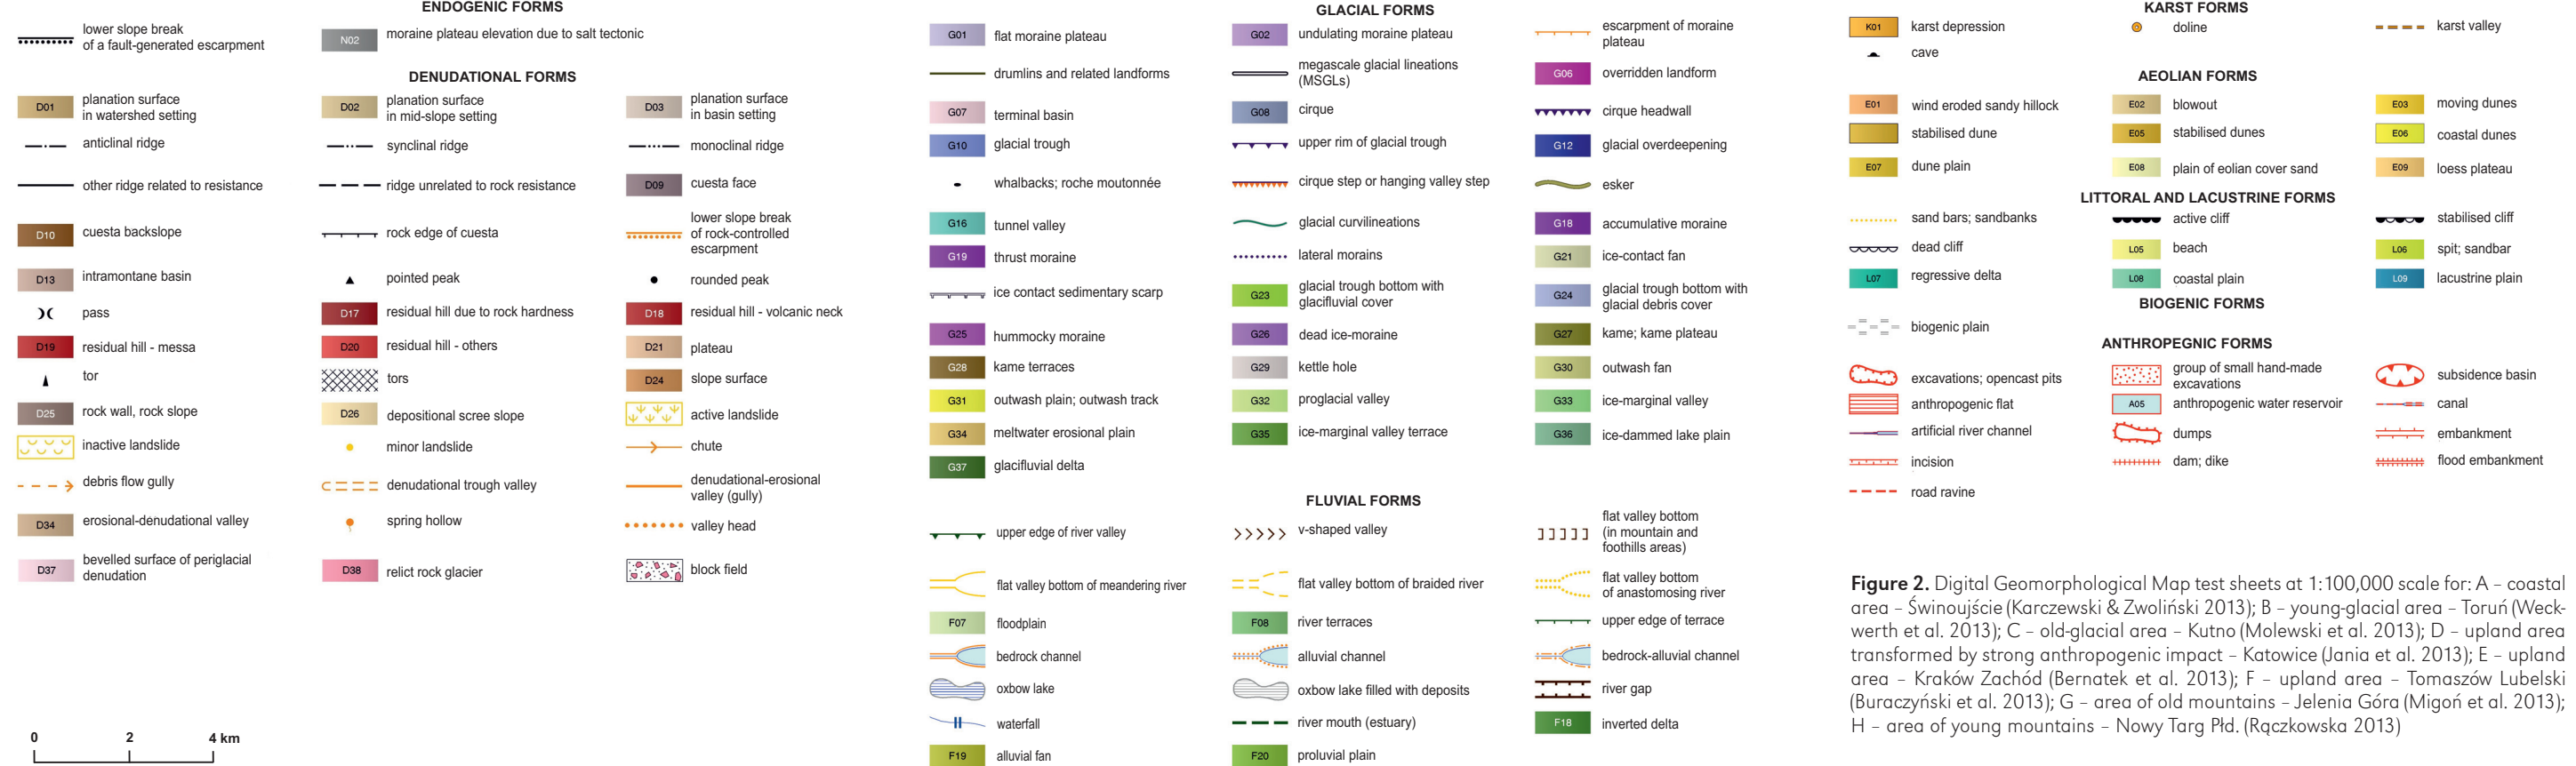 ENDOGENIC FORMS
lower slope break
of a fault-generated escarpment
N02
moraine plateau elevation due to salt tectonic
DENUDATIONAL FORMS
D01
planation surface
in watershed setting
D02
planation surface
in mid-slope setting
D03
planation surface
in basin setting
anticlinal ridge
synclinal ridge
monoclinal ridge
other ridge related to resistance
ridge unrelated to rock resistance
D09
cuesta face
D10
cuesta backslope
rock edge of cuesta
lower slope break
of rock-controlled
escarpment
D13
intramontane basin
pointed peak
rounded peak
pass
D17
residual hill due to rock hardness
D18
residual hill - volcanic neck
D19
residual hill - messa
D20
residual hill - others
D21
plateau
tor
tors
D24
slope surface
D25
rock wall, rock slope
D26
depositional scree slope
active landslide
inactive landslide
minor landslide
chute
debris flow gully
denudational trough valley
denudational-erosional
valley (gully)
D34
erosional-denudational valley
spring hollow
valley head
D37
bevelled surface of periglacial
denudation
D38
relict rock glacier
block field
0
2
4 km
GLACIAL FORMS
G01
flat moraine plateau
G02
undulating moraine plateau
escarpment of moraine
plateau
drumlins and related landforms
megascale glacial lineations
(MSGLs)
G06
overridden landform
G07
terminal basin
G08
cirque
cirque headwall
G10
glacial trough
upper rim of glacial trough
G12
glacial overdeepening
whalbacks; roche moutonnée
cirque step or hanging valley step
esker
G16
tunnel valley
glacial curvilineations
G18
accumulative moraine
G19
thrust moraine
lateral morains
G21
ice-contact fan
ice contact sedimentary scarp
G23
glacial trough bottom with
glacifluvial cover
G24
glacial trough bottom with
glacial debris cover
G25
hummocky moraine
G26
dead ice-moraine
G27
kame; kame plateau
G28
kame terraces
G29
kettle hole
G30
outwash fan
G31
outwash plain; outwash track
G32
proglacial valley
G33
ice-marginal valley
G34
meltwater erosional plain
G35
ice-marginal valley terrace
G36
ice-dammed lake plain
G37
glacifluvial delta
FLUVIAL FORMS
upper edge of river valley
v-shaped valley
flat valley bottom
(in mountain and
foothills areas)
flat valley bottom of meandering river
flat valley bottom of braided river
flat valley bottom
of anastomosing river
F07
floodplain
F08
river terraces
upper edge of terrace
bedrock channel
alluvial channel
bedrock-alluvial channel
oxbow lake
oxbow lake filled with deposits
river gap
waterfall
river mouth (estuary)
F18
inverted delta
F19
alluvial fan
F20
proluvial plain
KARST FORMS
K01
karst depression
doline
karst valley
cave
AEOLIAN FORMS
E01
wind eroded sandy hillock
E02
blowout
E03
moving dunes
stabilised dune
E05
stabilised dunes
E06
coastal dunes
E07
dune plain
E08
plain of eolian cover sand
E09
loess plateau
LITTORAL AND LACUSTRINE FORMS
sand bars; sandbanks
active cliff
stabilised cliff
dead cliff
L05
beach
L06
spit; sandbar
L07
regressive delta
L08
coastal plain
L09
lacustrine plain
BIOGENIC FORMS
biogenic plain
ANTHROPEGNIC FORMS
excavations; opencast pits
group of small hand-made
excavations
subsidence basin
anthropogenic flat
A05
anthropogenic water reservoir
canal
artificial river channel
dumps
embankment
incision
dam; dike
flood embankment
road ravine
Figure 2. Digital Geomorphological Map test sheets at 1:100,000 scale for: A – coastal
area – Świnoujście (Karczewski & Zwoliński 2013); B – young-glacial area – Toruń (Weck-
werth et al. 2013); C – old-glacial area – Kutno (Molewski et al. 2013); D – upland area
transformed by strong anthropogenic impact – Katowice (Jania et al. 2013); E – upland
area – Kraków Zachód (Bernatek et al. 2013); F – upland area – Tomaszów Lubelski
(Buraczyński et al. 2013); G – area of old mountains – Jelenia Góra (Migoń et al. 2013);
H – area of young mountains – Nowy Targ Płd. (Rączkowska 2013)